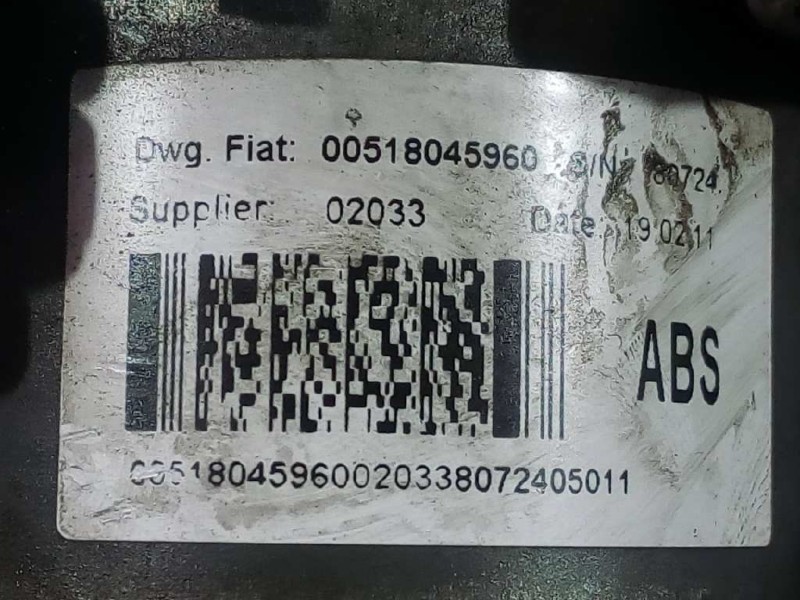 Dwg. Fiat: 00518045960 S/N: 80724
Supplier: 02033 Date: 19.02.11
ABS
00518045960020338072405011